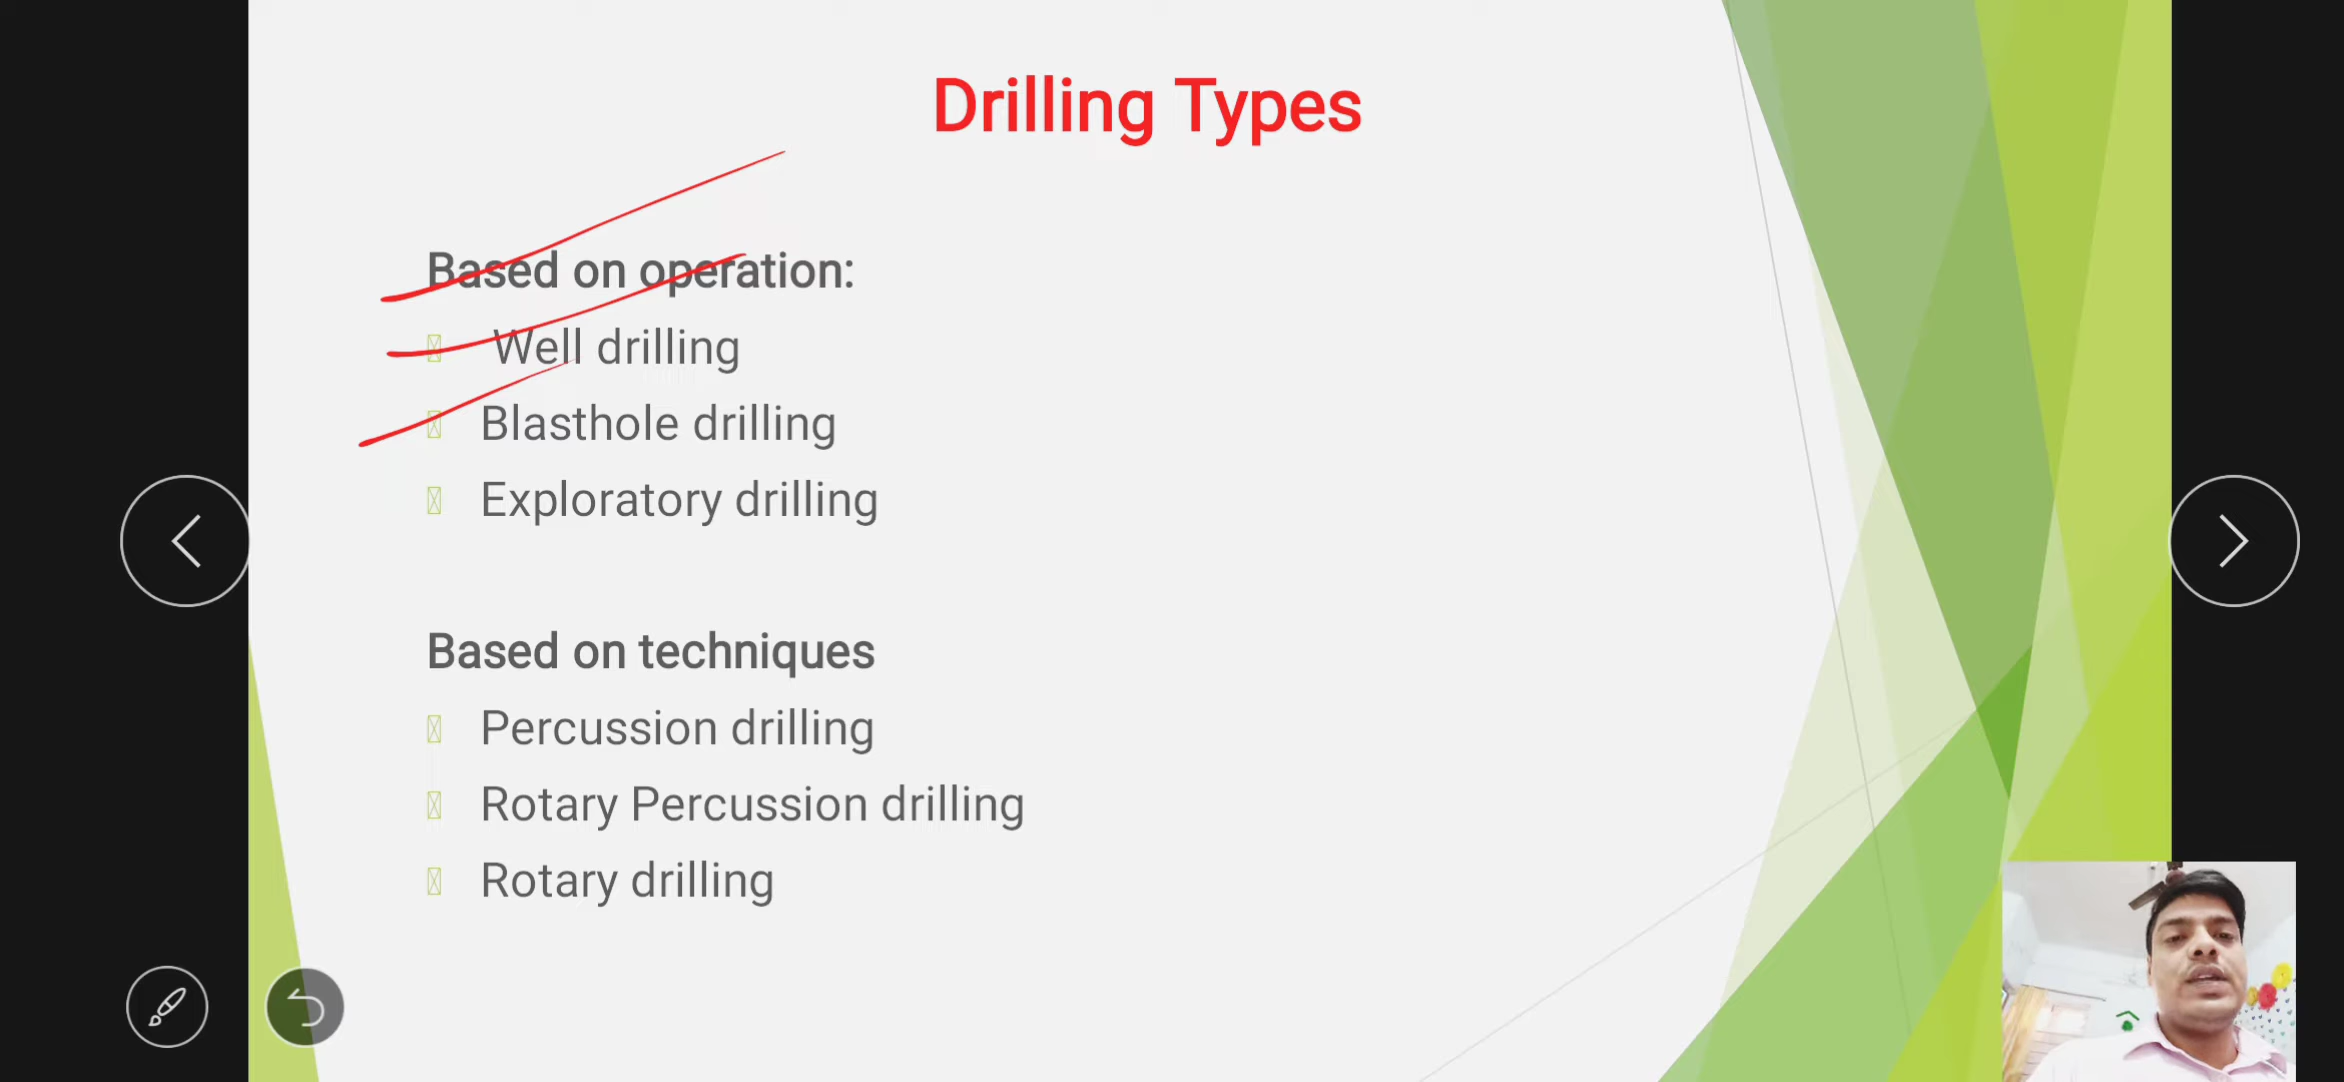 Drilling Types
Based on operation:
Well drilling
Blasthole drilling
Exploratory drilling
Based on techniques
Percussion drilling
Rotary Percussion drilling
Rotary drilling